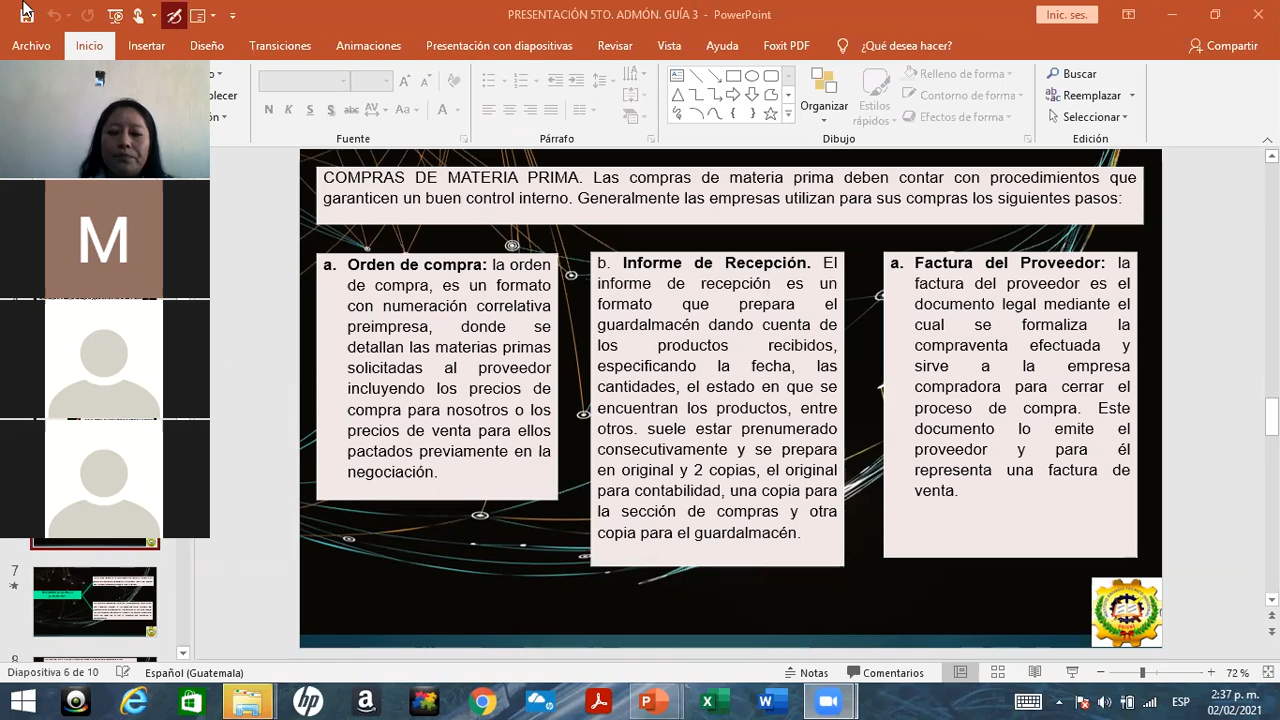 PRESENTACIÓN 5TO. ADMÓN. GUÍA 3 - PowerPoint
Inic. ses.
Archivo Inicio Insertar Diseño Transiciones Animaciones Presentación con diapositivas Revisar Vista Ayuda Foxit PDF ¿Qué desea hacer? Compartir
Relleno de forma
Contorno de forma
Efectos de forma
Organizar
Estilos
rápidos
Buscar
Reemplazar
Seleccionar
N K S S abc AV Aa A
Fuente Párrafo Dibujo Edición
M
COMPRAS DE MATERIA PRIMA. Las compras de materia prima deben contar con procedimientos que
garanticen un buen control interno. Generalmente las empresas utilizan para sus compras los siguientes pasos:
a. Orden de compra: la orden
de compra, es un formato
con numeración correlativa
preimpresa, donde se
detallan las materias primas
solicitadas al proveedor
incluyendo los precios de
compra para nosotros o los
precios de venta para ellos
pactados previamente en la
negociación.
b. Informe de Recepción. El
informe de recepción es un
formato que prepara el
guardalmacén dando cuenta de
los productos recibidos,
especificando la fecha, las
cantidades, el estado en que se
encuentran los productos, entre
otros. suele estar prenumerado
consecutivamente y se prepara
en original y 2 copias, el original
para contabilidad, una copia para
la sección de compras y otra
copia para el guardalmacén.
a. Factura del Proveedor: la
factura del proveedor es el
documento legal mediante el
cual se formaliza la
compraventa efectuada y
sirve a la empresa
compradora para cerrar el
proceso de compra. Este
documento lo emite el
proveedor y para él
representa una factura de
venta.
7
8
Diapositiva 6 de 10 Español (Guatemala) Notas Comentarios 72 %
ESP
2:37 p. m.
02/02/2021